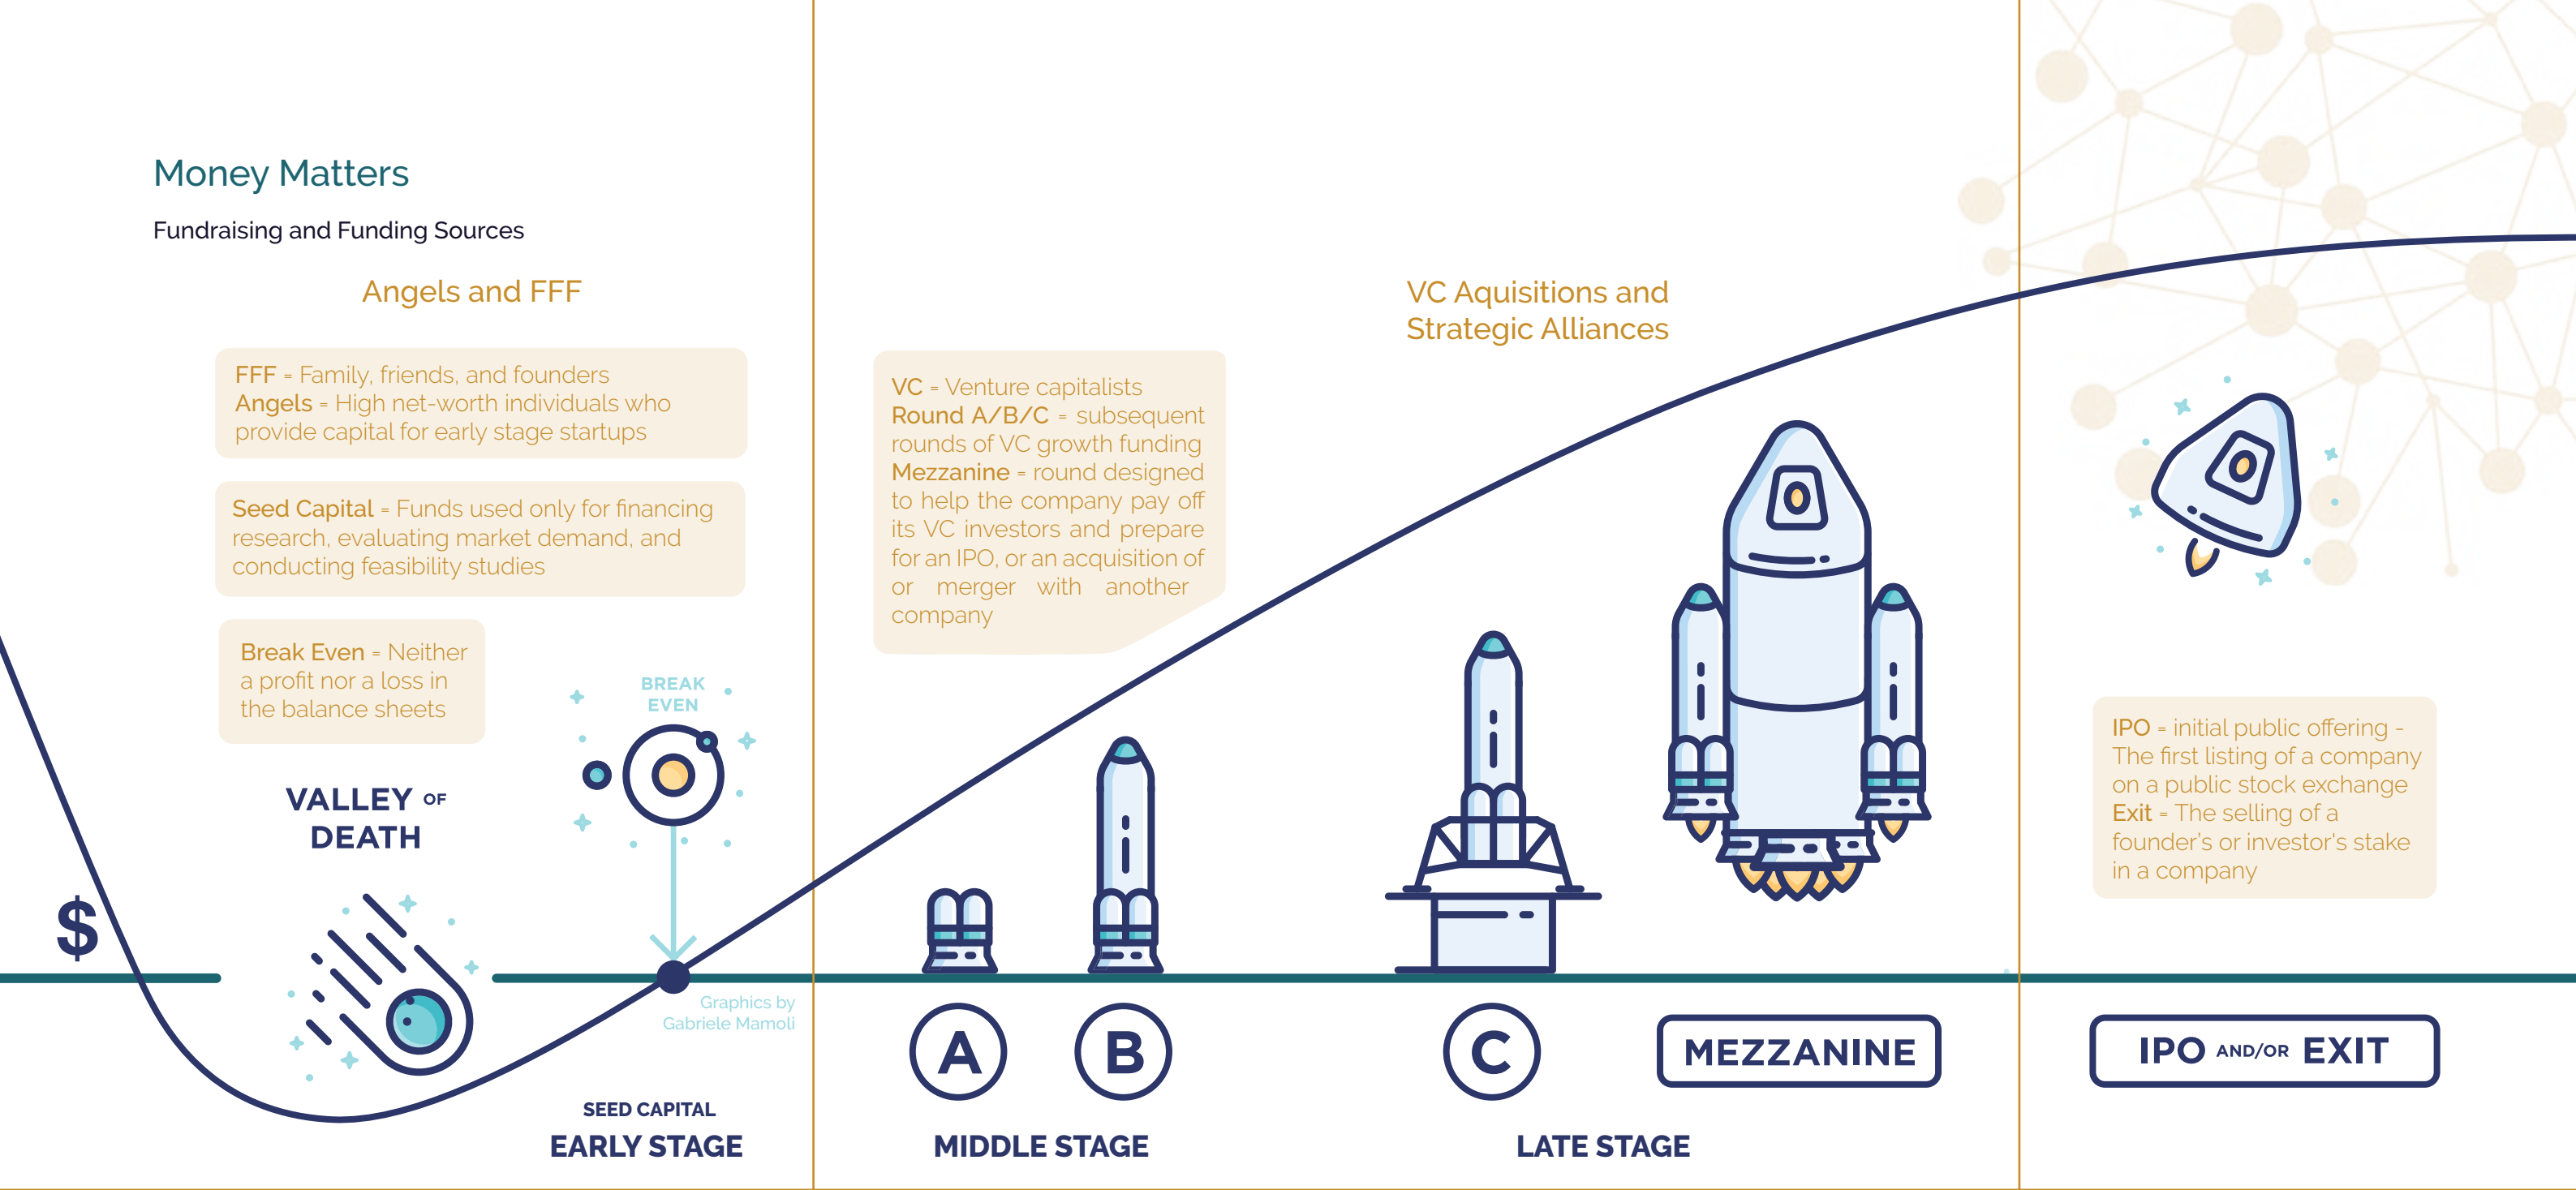 Money Matters
Fundraising and Funding Sources
Angels and FFF
FFF = Family, friends, and founders
Angels = High net-worth individuals who
provide capital for early stage startups
Seed Capital = Funds used only for financing
research, evaluating market demand, and
conducting feasibility studies
Break Even = Neither
a profit nor a loss in
the balance sheets
BREAK
EVEN
VALLEY OF
DEATH
$
Graphics by
Gabriele Mamoli
SEED CAPITAL
EARLY STAGE
VC Aquisitions and
Strategic Alliances
VC = Venture capitalists
Round A/B/C = subsequent
rounds of VC growth funding
Mezzanine = round designed
to help the company pay off
its VC investors and prepare
for an IPO, or an acquisition of
or merger with another
company
A
B
C
MEZZANINE
MIDDLE STAGE
LATE STAGE
IPO = initial public offering -
The first listing of a company
on a public stock exchange
Exit = The selling of a
founder's or investor's stake
in a company
IPO AND/OR EXIT